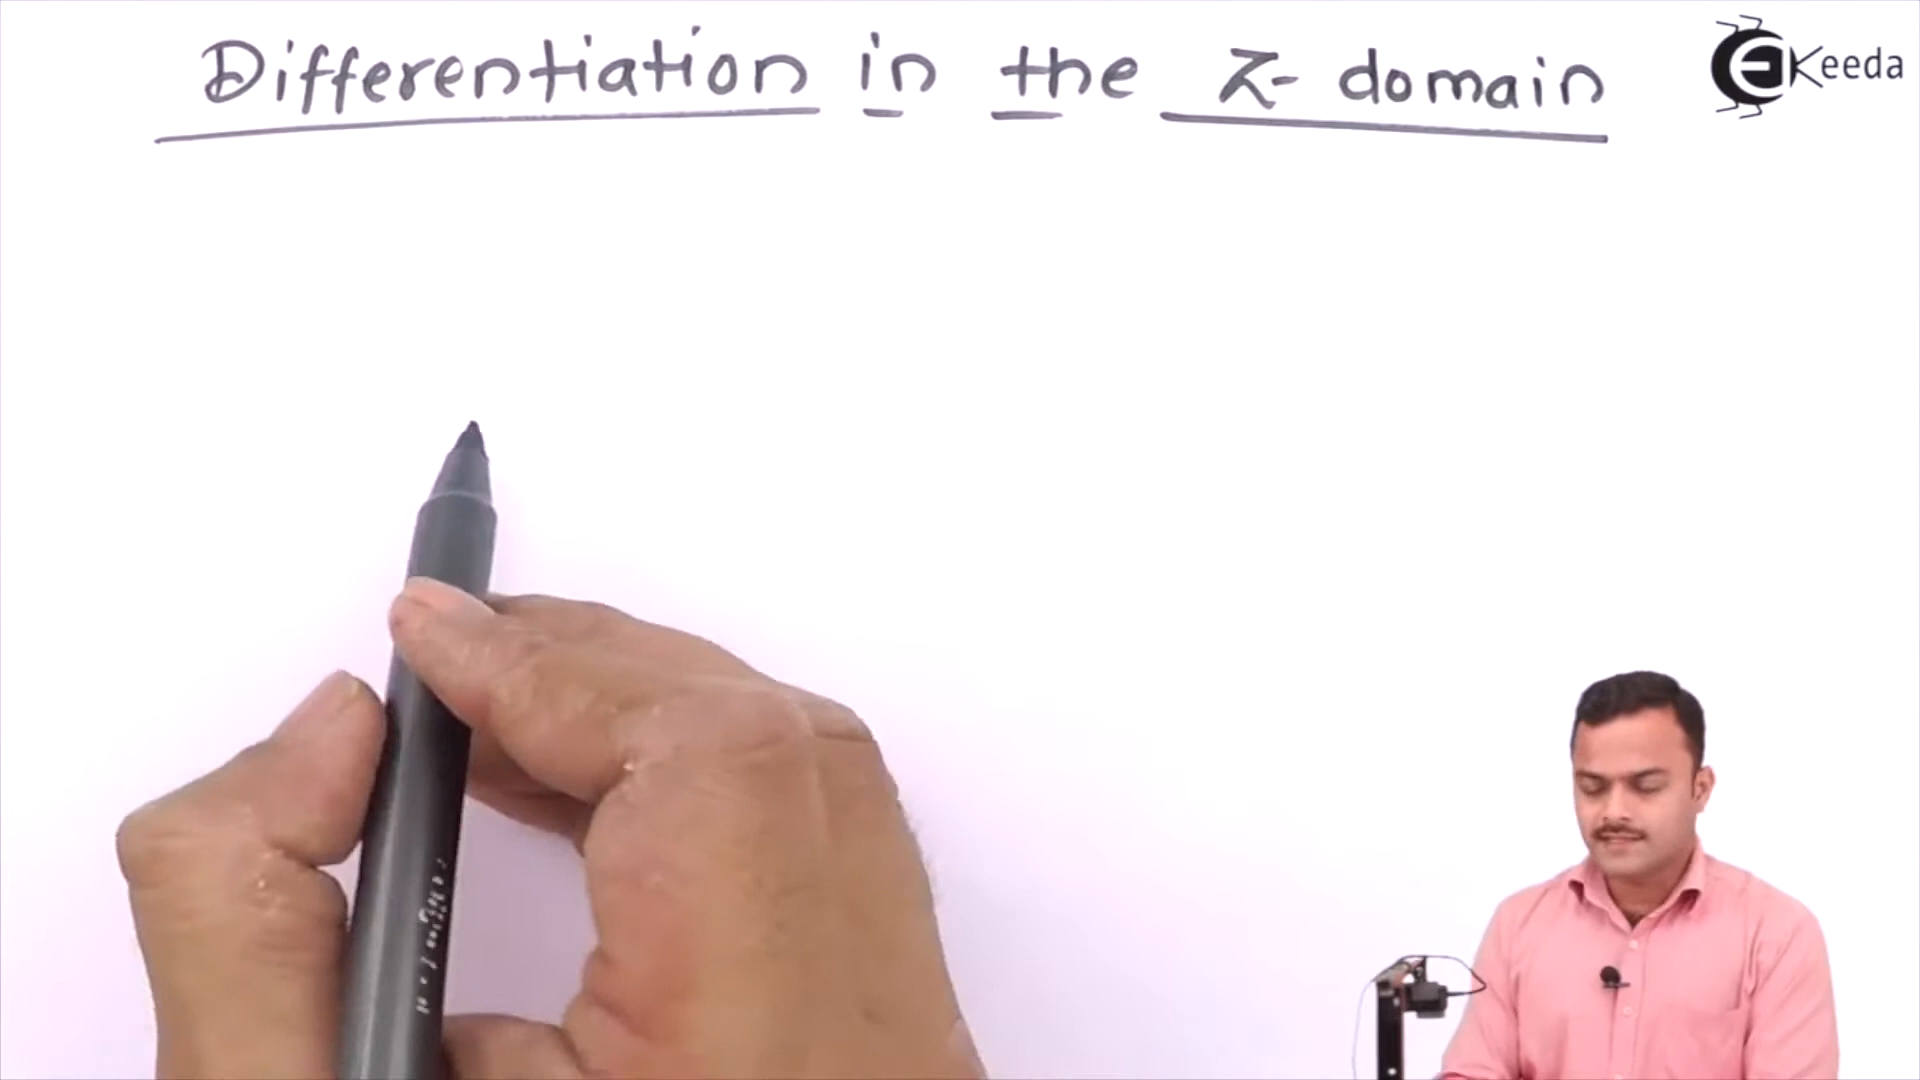 Differentiation in the Z- domain
EKeeda